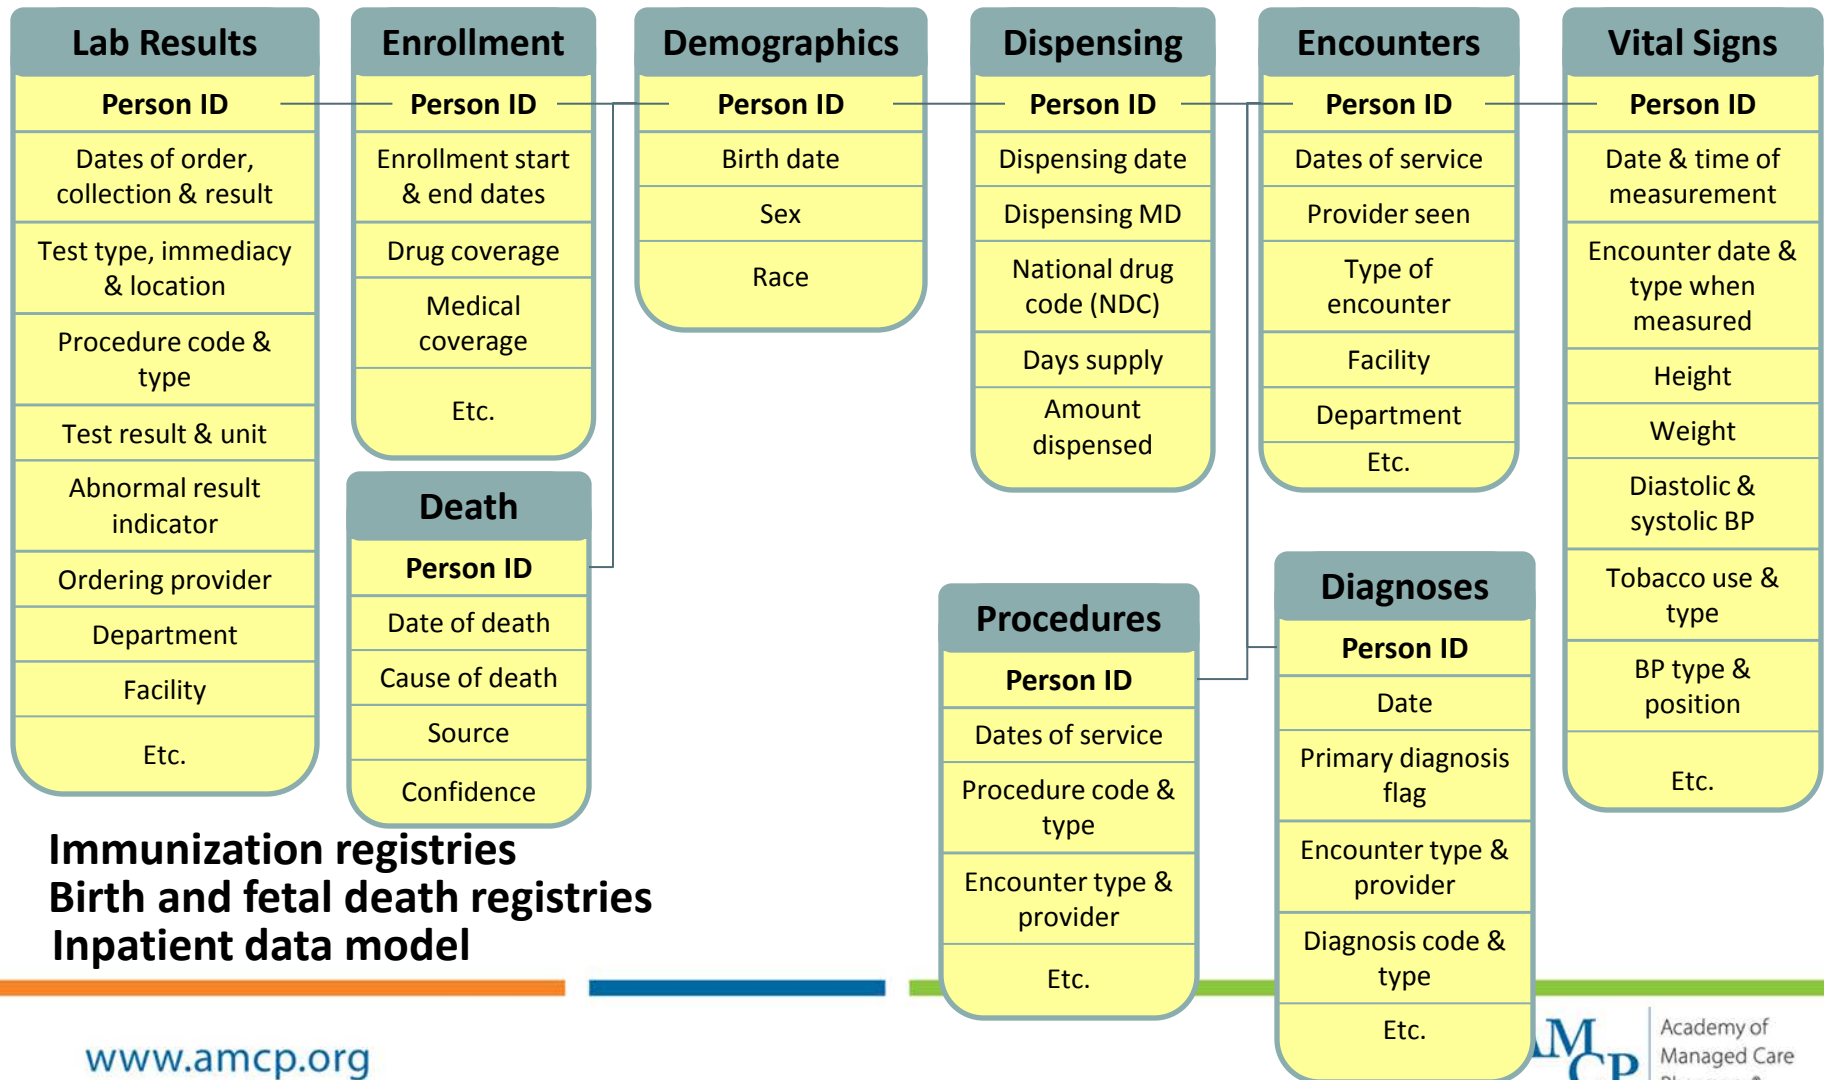 Lab Results
Person ID
Dates of order,
collection & result
Test type, immediacy
& location
Procedure code &
type
Test result & unit
Abnormal result
indicator
Ordering provider
Department
Facility
Etc.
Enrollment
Person ID
Enrollment start
& end dates
Drug coverage
Medical
coverage
Etc.
Death
Person ID
Date of death
Cause of death
Source
Confidence
Demographics
Person ID
Birth date
Sex
Race
Dispensing
Person ID
Dispensing date
Dispensing MD
National drug
code (NDC)
Days supply
Amount
dispensed
Encounters
Person ID
Dates of service
Provider seen
Type of
encounter
Facility
Department
Etc.
Vital Signs
Person ID
Date & time of
measurement
Encounter date &
type when
measured
Height
Weight
Diastolic &
systolic BP
Tobacco use &
type
BP type &
position
Etc.
Procedures
Person ID
Dates of service
Procedure code &
type
Encounter type &
provider
Etc.
Diagnoses
Person ID
Date
Primary diagnosis
flag
Encounter type &
provider
Diagnosis code &
type
Etc.
Immunization registries
Birth and fetal death registries
Inpatient data model
www.amcp.org
Academy of
Managed Care